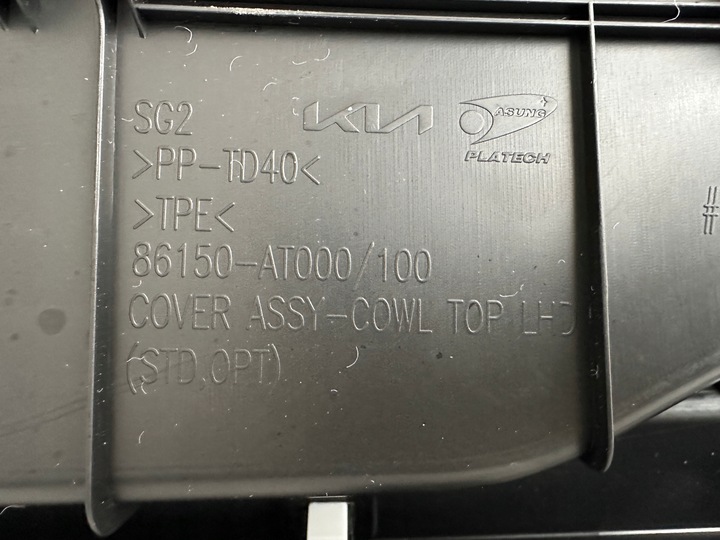 SG2
KIA
ASUNG
PLATECH
>PP-TD40<
>TPE<
86150-AT000/100
COVER ASSY-COWL TOP LHD
(STD,OPT)
#